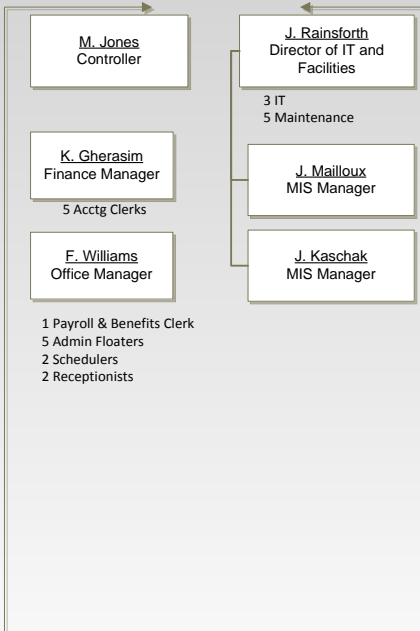 M. Jones
Controller
K. Gherasim
Finance Manager
5 Acctg Clerks
F. Williams
Office Manager
1 Payroll & Benefits Clerk
5 Admin Floaters
2 Schedulers
2 Receptionists
J. Rainsforth
Director of IT and
Facilities
3 IT
5 Maintenance
J. Mailloux
MIS Manager
J. Kaschak
MIS Manager